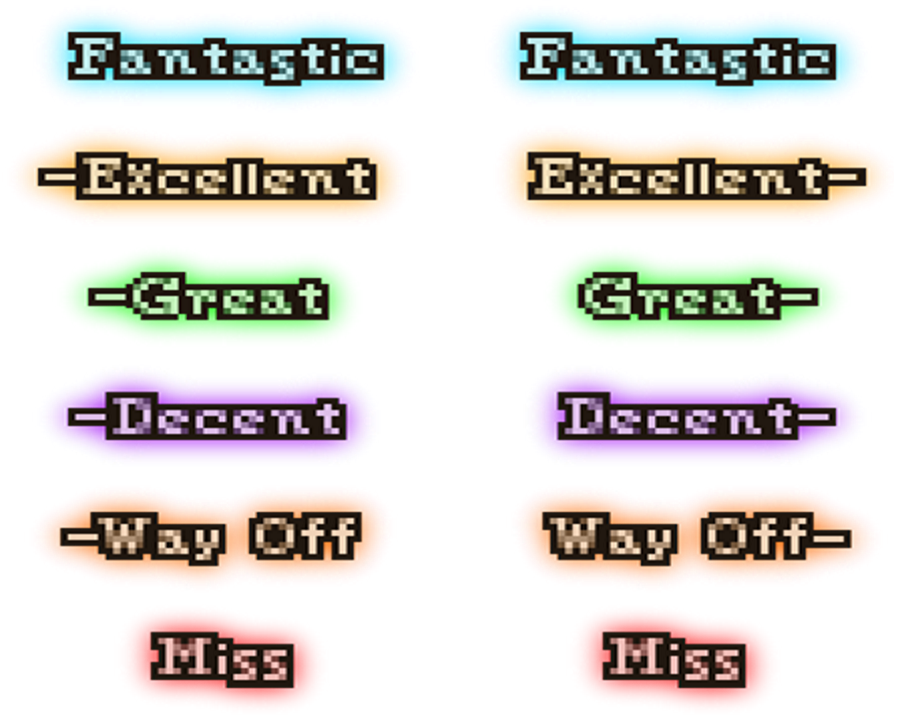 Fantastic Fantastic
-Excellent Excellent-
-Great Great-
-Decent Decent-
-Way Off Way Off-
Miss Miss